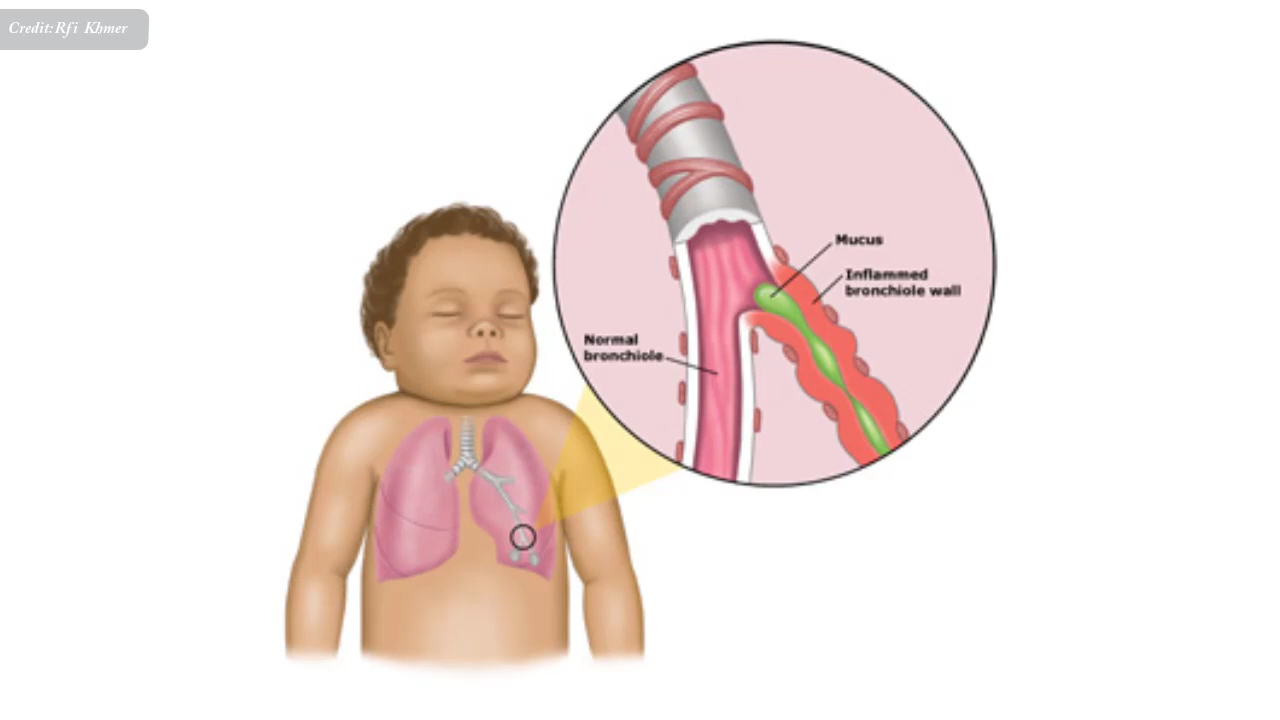 Credit:Rfi Khmer
Mucus
Inflammed
bronchiole wall
Normal
bronchiole